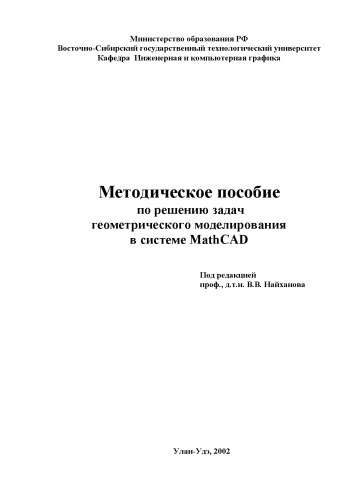 Министерство образования РФ
Восточно-Сибирский государственный технологический университет
Кафедра Инженерная и компьютерная графика
Методическое пособие
по решению задач
геометрического моделирования
в системе MathCAD
Под редакцией
проф., д.т.н. В.В. Найханова
Улан-Удэ, 2002